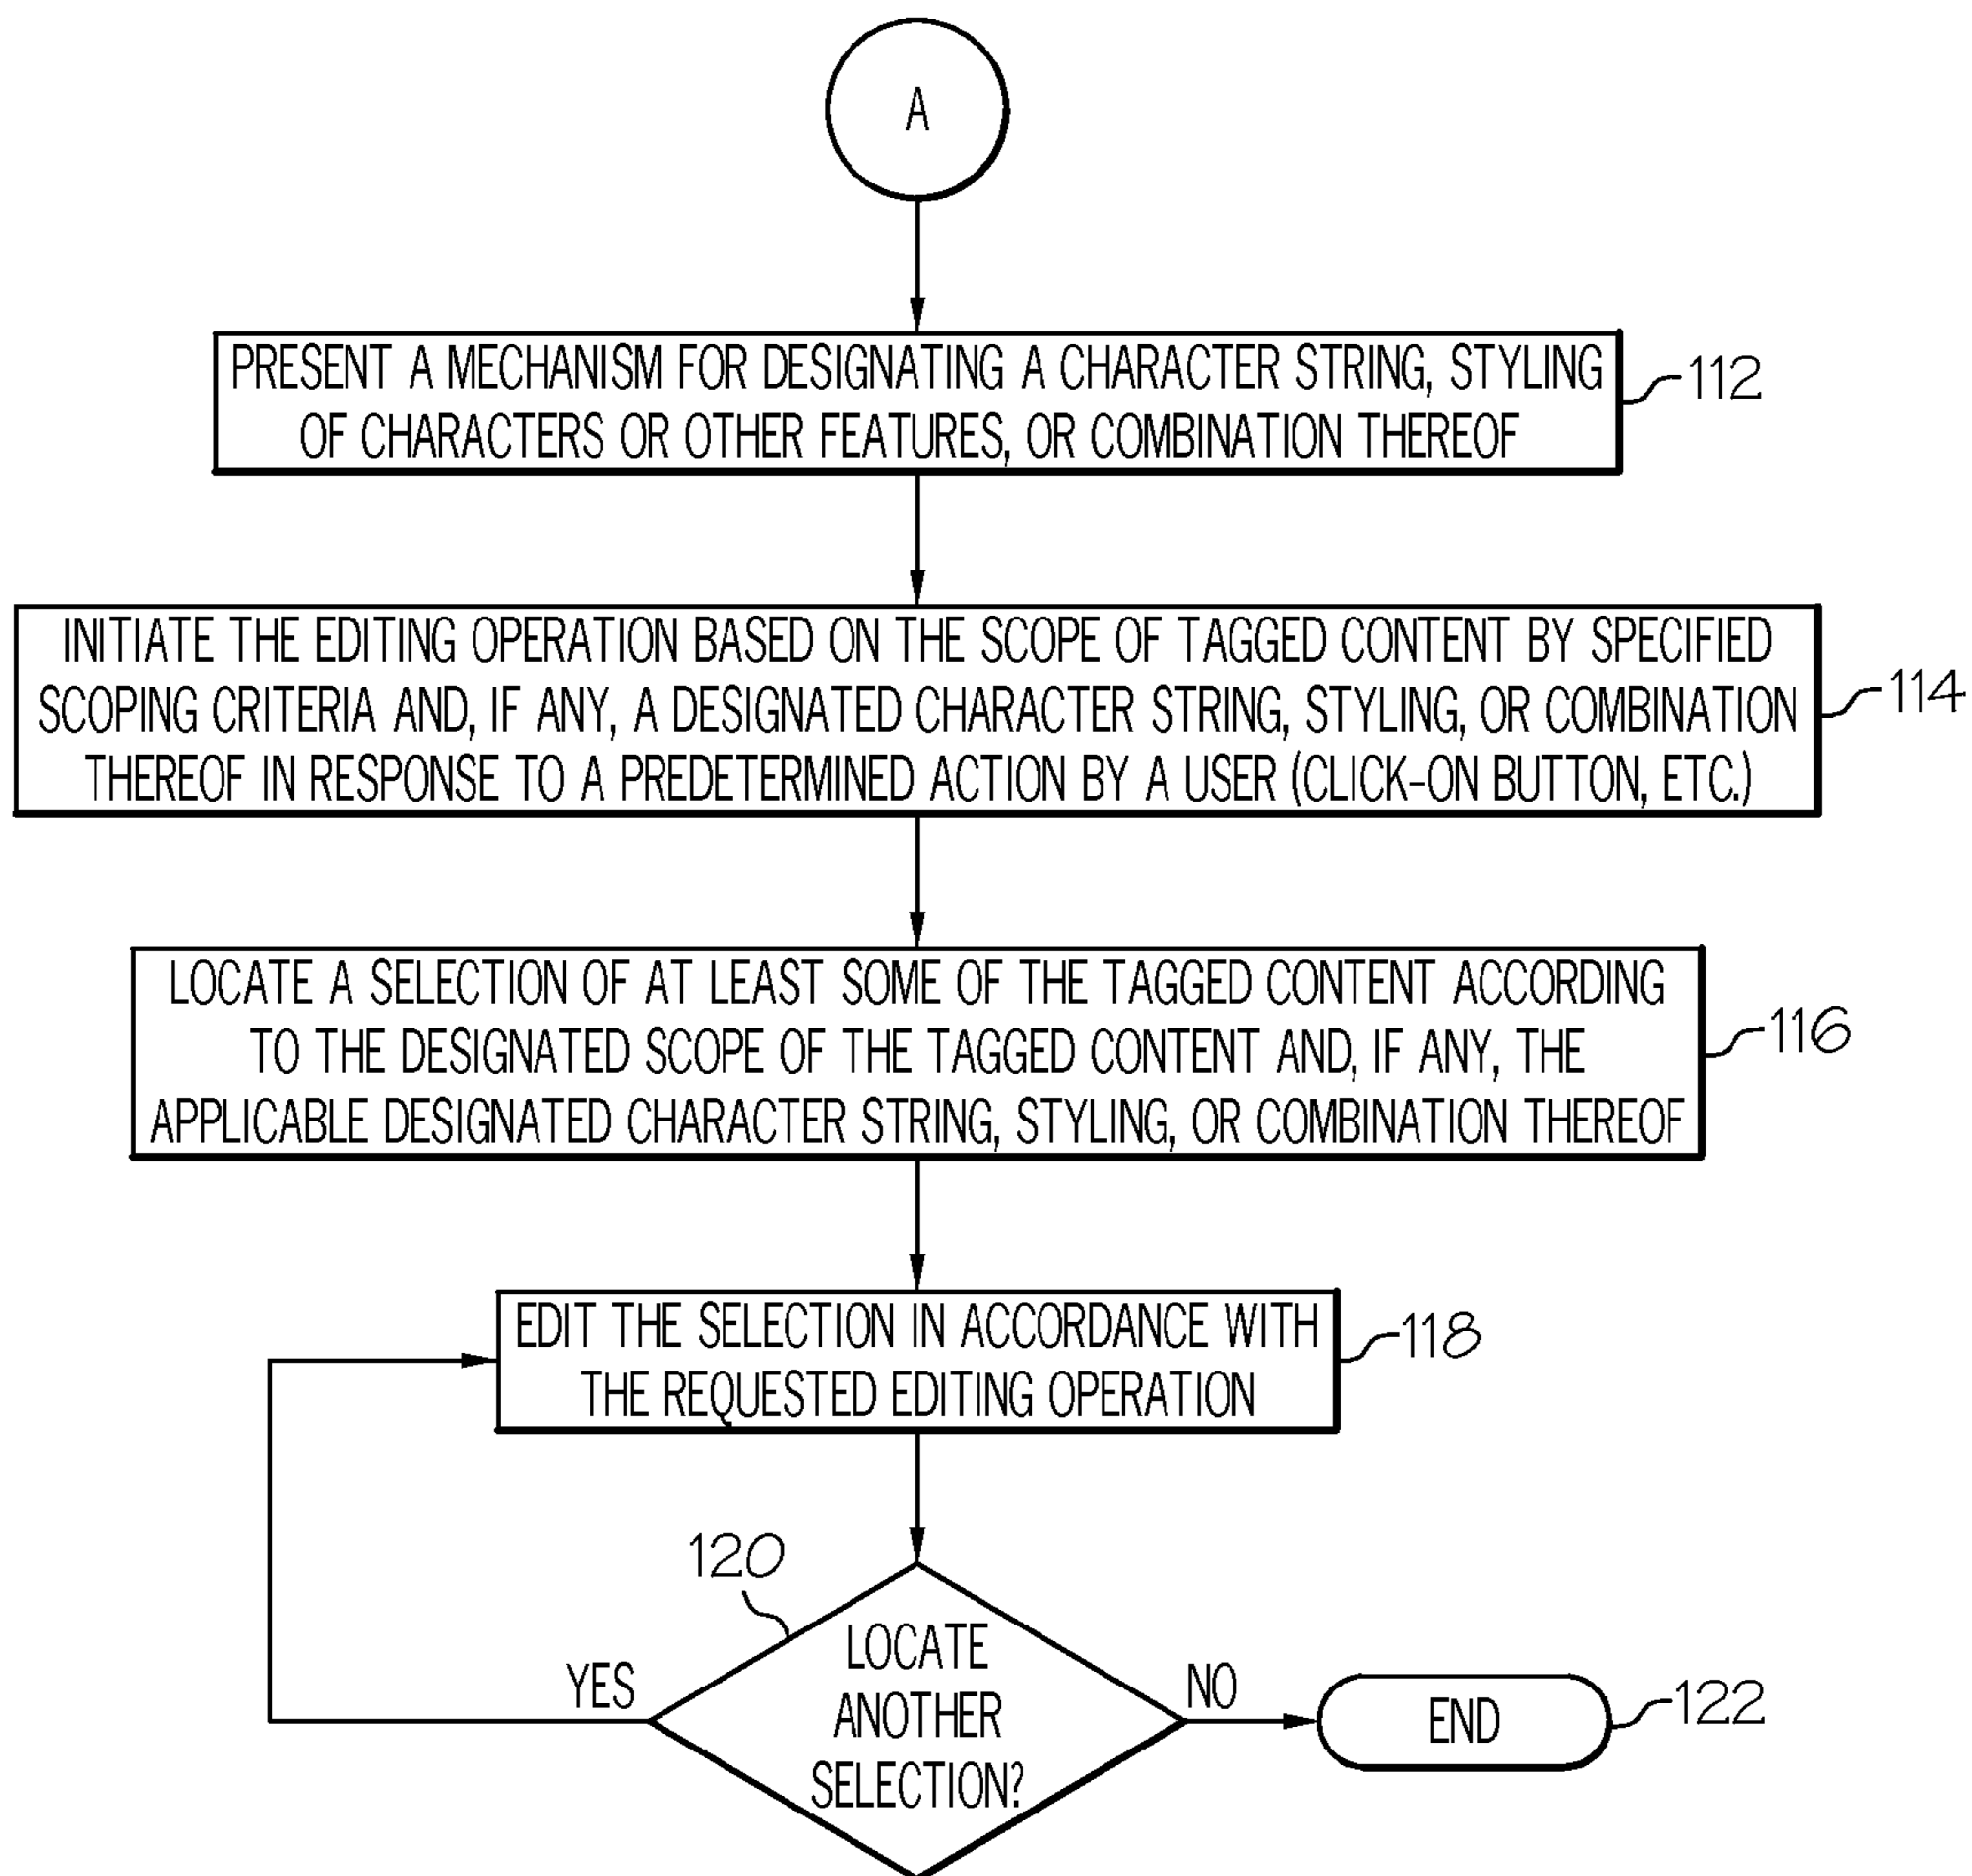 A
PRESENT A MECHANISM FOR DESIGNATING A CHARACTER STRING, STYLING
OF CHARACTERS OR OTHER FEATURES, OR COMBINATION THEREOF
112
INITIATE THE EDITING OPERATION BASED ON THE SCOPE OF TAGGED CONTENT BY SPECIFIED
SCOPING CRITERIA AND, IF ANY, A DESIGNATED CHARACTER STRING, STYLING, OR COMBINATION
THEREOF IN RESPONSE TO A PREDETERMINED ACTION BY A USER (CLICK-ON BUTTON, ETC.)
114
LOCATE A SELECTION OF AT LEAST SOME OF THE TAGGED CONTENT ACCORDING
TO THE DESIGNATED SCOPE OF THE TAGGED CONTENT AND, IF ANY, THE
APPLICABLE DESIGNATED CHARACTER STRING, STYLING, OR COMBINATION THEREOF
116
EDIT THE SELECTION IN ACCORDANCE WITH
THE REQUESTED EDITING OPERATION
118
120
LOCATE
ANOTHER
SELECTION?
YES
NO
END
122